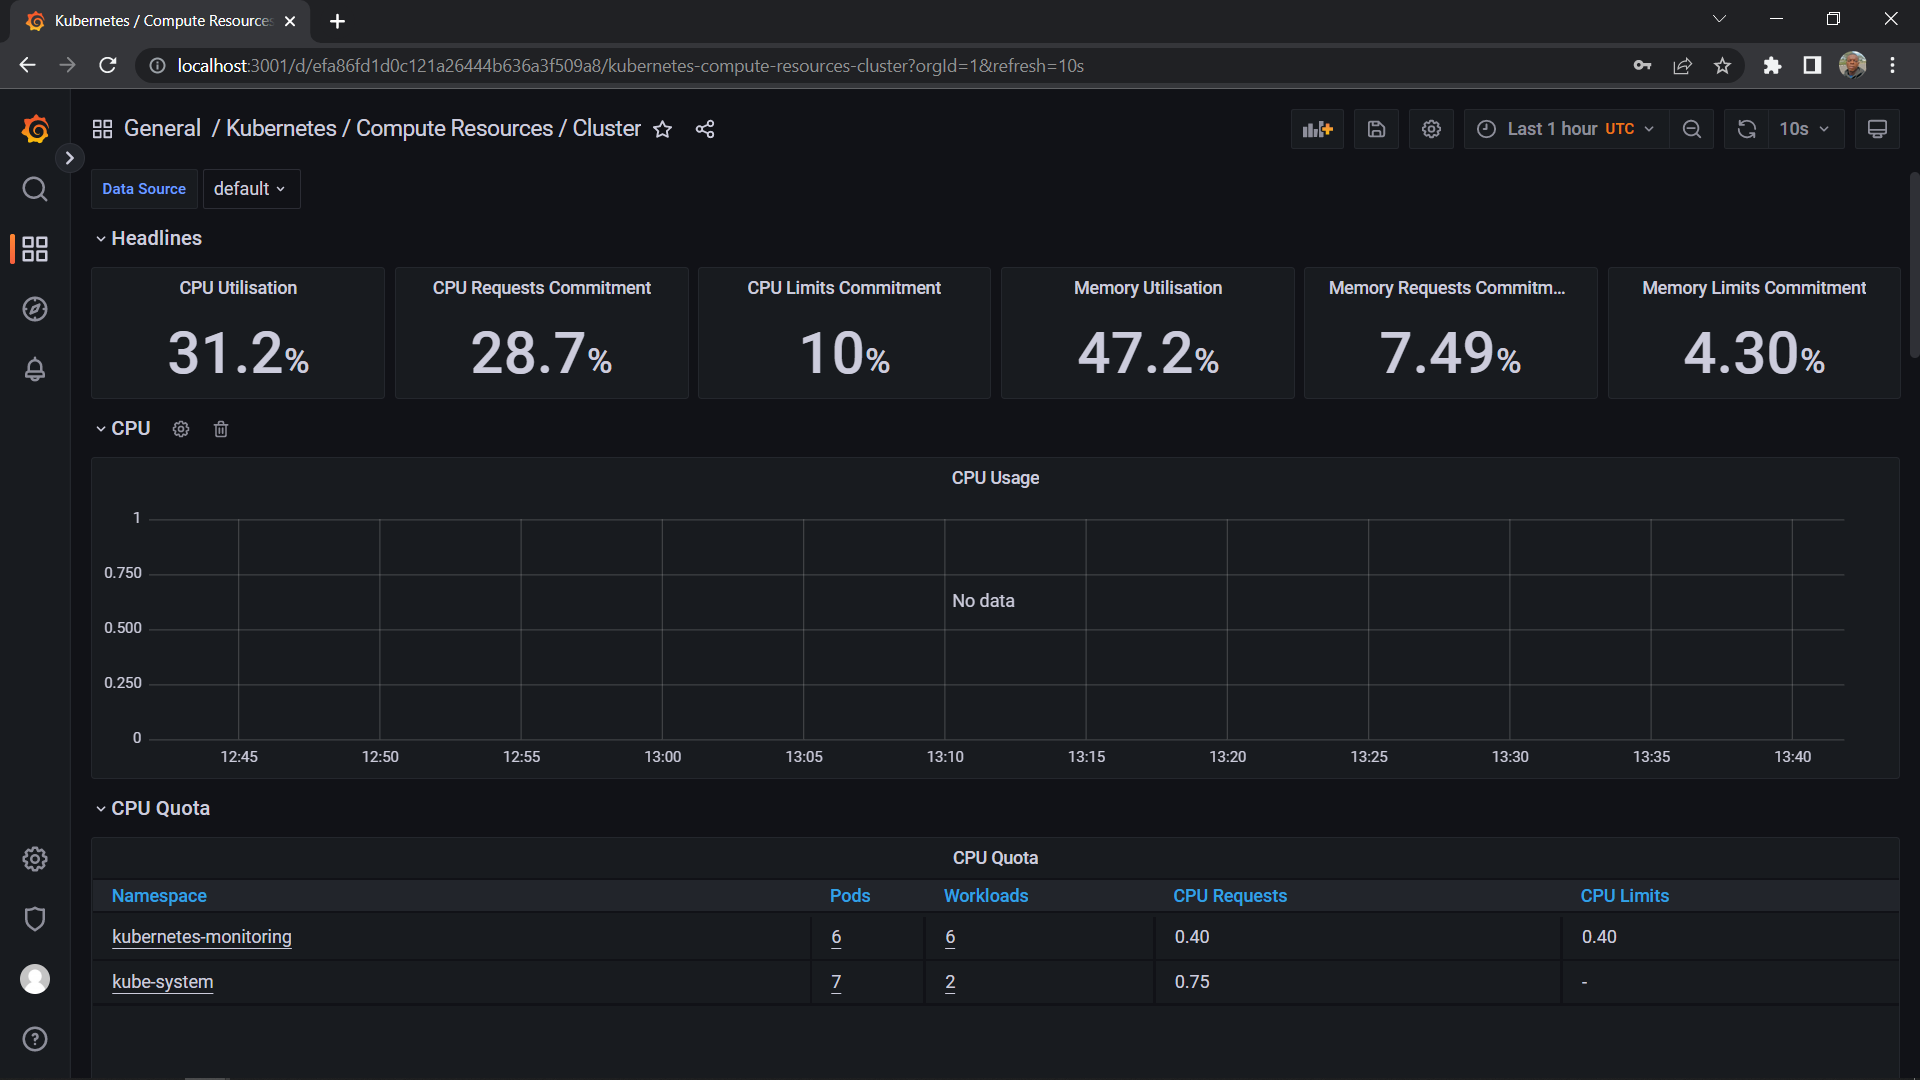 Kubernetes / Compute Resources
localhost:3001/d/efa86fd1d0c121a26444b636a3f509a8/kubernetes-compute-resources-cluster?orgId=1&refresh=10s
General / Kubernetes / Compute Resources / Cluster
Last 1 hour UTC
10s
Data Source
default
Headlines
CPU Utilisation
31.2%
CPU Requests Commitment
28.7%
CPU Limits Commitment
10%
Memory Utilisation
47.2%
Memory Requests Commitm...
7.49%
Memory Limits Commitment
4.30%
CPU
CPU Usage
1
0.750
0.500
0.250
0
No data
12:45 12:50 12:55 13:00 13:05 13:10 13:15 13:20 13:25 13:30 13:35 13:40
CPU Quota
CPU Quota
Namespace Pods Workloads CPU Requests CPU Limits
kubernetes-monitoring 6 6 0.40 0.40
kube-system 7 2 0.75 -